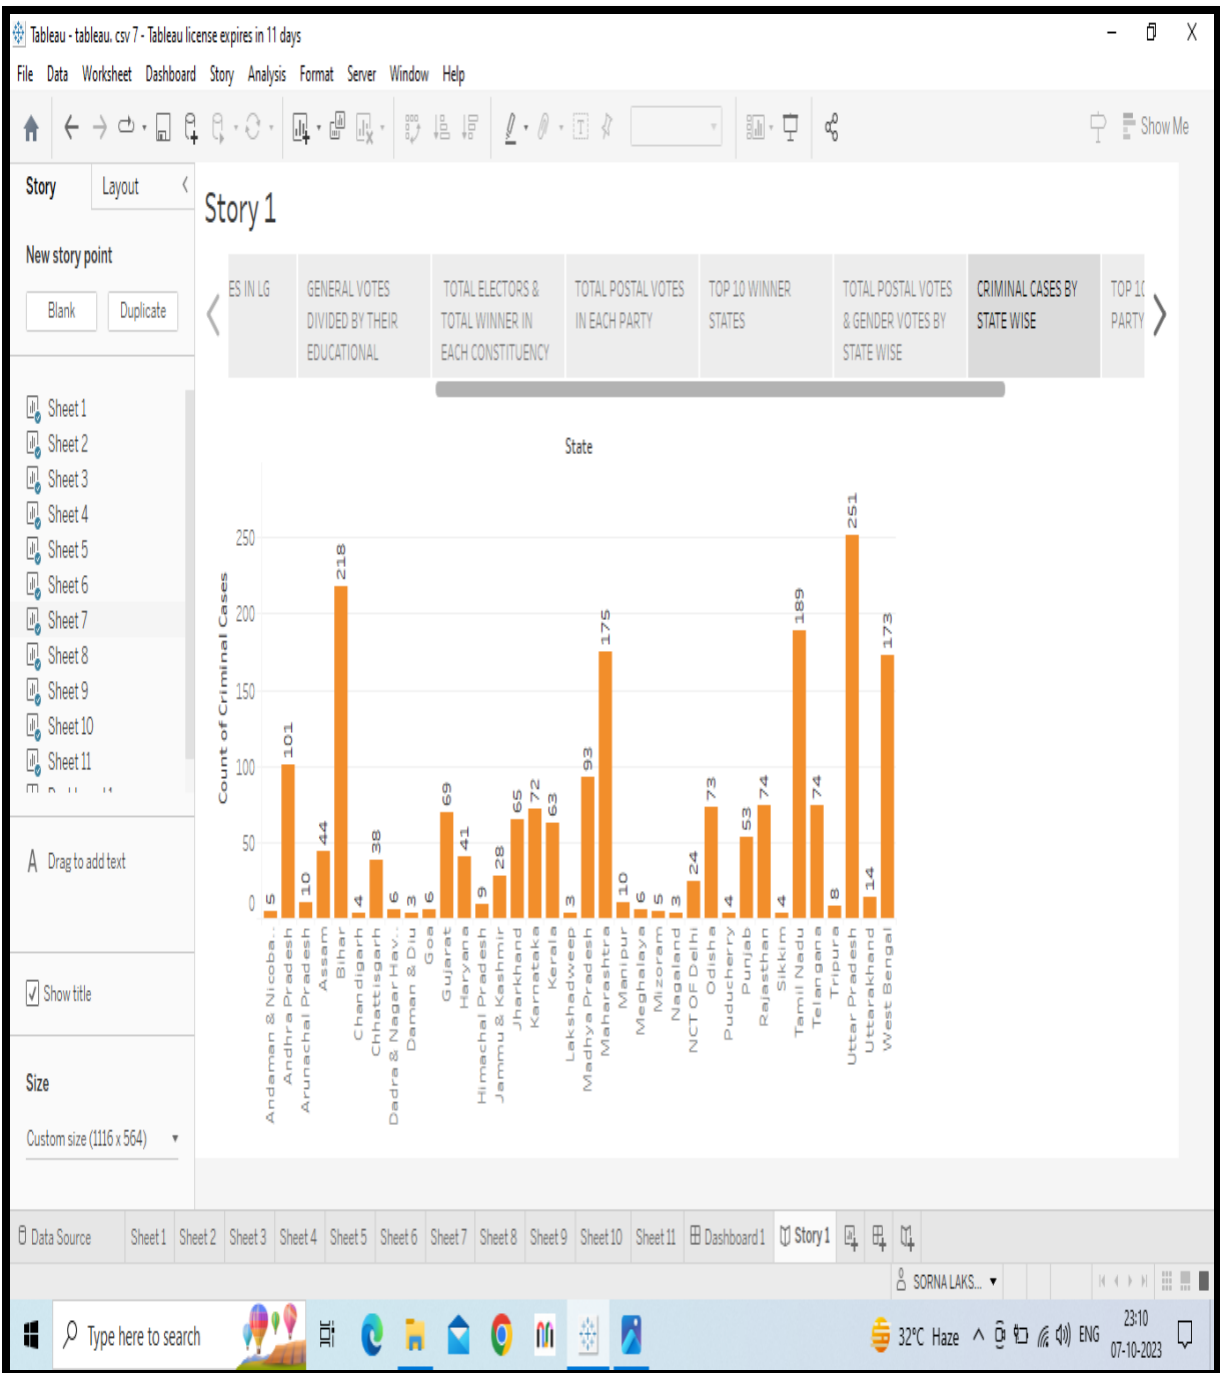 Tableau - tableau. csv 7 - Tableau license expires in 11 days
File Data Worksheet Dashboard Story Analysis Format Server Window Help
Show Me
Story Layout
Story 1
New story point
Blank Duplicate
ES IN LG
GENERAL VOTES
DIVIDED BY THEIR
EDUCATIONAL
TOTAL ELECTORS &
TOTAL WINNER IN
EACH CONSTITUENCY
TOTAL POSTAL VOTES
IN EACH PARTY
TOP 10 WINNER
STATES
TOTAL POSTAL VOTES
& GENDER VOTES BY
STATE WISE
CRIMINAL CASES BY
STATE WISE
TOP 10
PARTY
Sheet 1
Sheet 2
Sheet 3
Sheet 4
Sheet 5
Sheet 6
Sheet 7
Sheet 8
Sheet 9
Sheet 10
Sheet 11
A Drag to add text
Show title
Size
Custom size (1116 x 564)
State
Count of Criminal Cases
250
200
150
100
50
0
5
101
10
44
218
4
38
6
3
6
69
41
9
28
65
72
63
3
93
175
10
6
5
3
24
73
4
53
74
4
189
74
8
251
14
173
Andaman & Nicoba..
Andhra Pradesh
Arunachal Pradesh
Assam
Bihar
Chandigarh
Chhattisgarh
Dadra & Nagar Hav..
Daman & Diu
Goa
Gujarat
Haryana
Himachal Pradesh
Jammu & Kashmir
Jharkhand
Karnataka
Kerala
Lakshadweep
Madhya Pradesh
Maharashtra
Manipur
Meghalaya
Mizoram
Nagaland
NCT OF Delhi
Odisha
Puducherry
Punjab
Rajasthan
Sikkim
Tamil Nadu
Telangana
Tripura
Uttar Pradesh
Uttarakhand
West Bengal
Data Source Sheet 1 Sheet 2 Sheet 3 Sheet 4 Sheet 5 Sheet 6 Sheet 7 Sheet 8 Sheet 9 Sheet 10 Sheet 11 Dashboard 1 Story 1
SORNA LAKS...
Type here to search
32°C Haze
ENG
23:10
07-10-2023